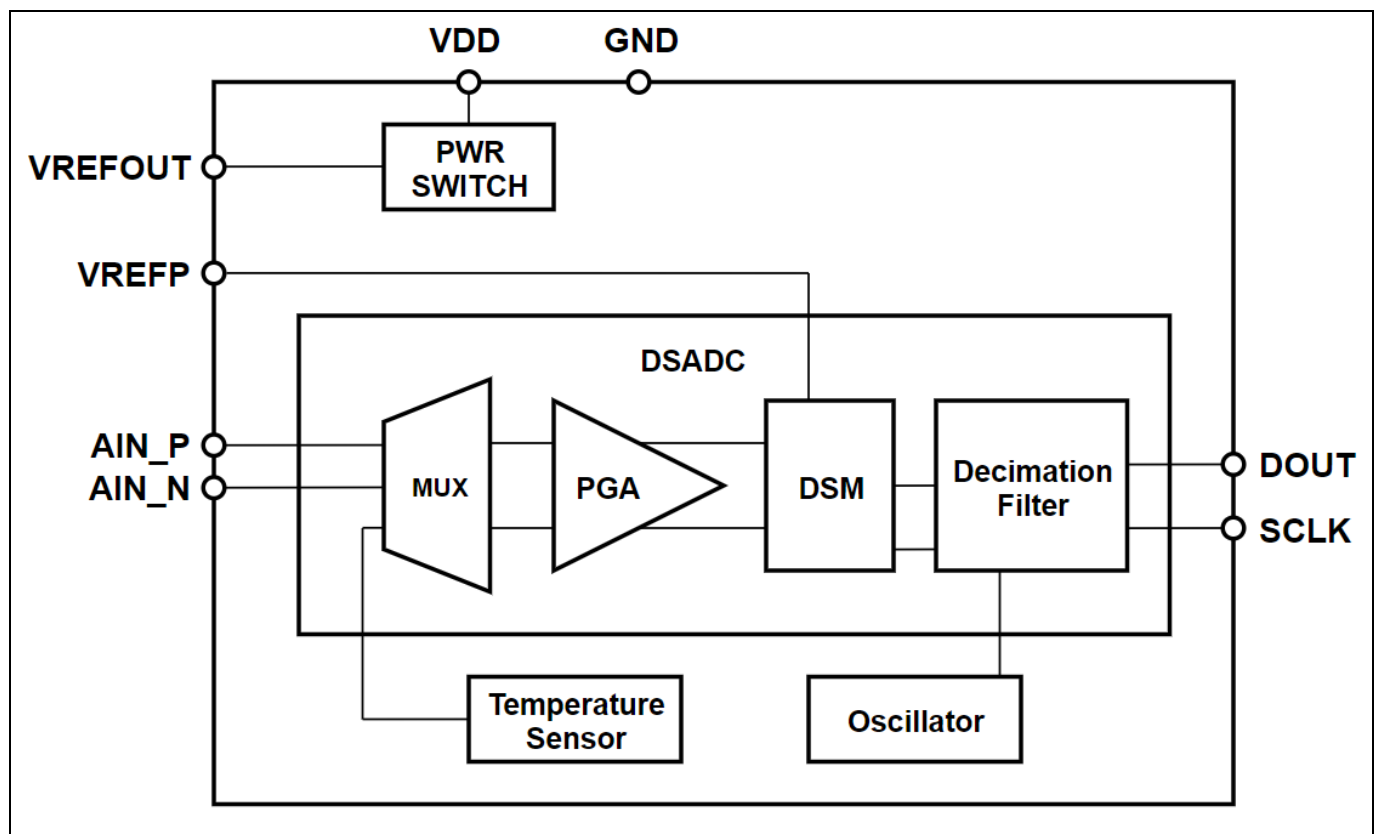 VDD
GND
VREFOUT
PWR
SWITCH
VREFP
DSADC
AIN_P
AIN_N
MUX
PGA
DSM
Decimation
Filter
DOUT
SCLK
Temperature
Sensor
Oscillator